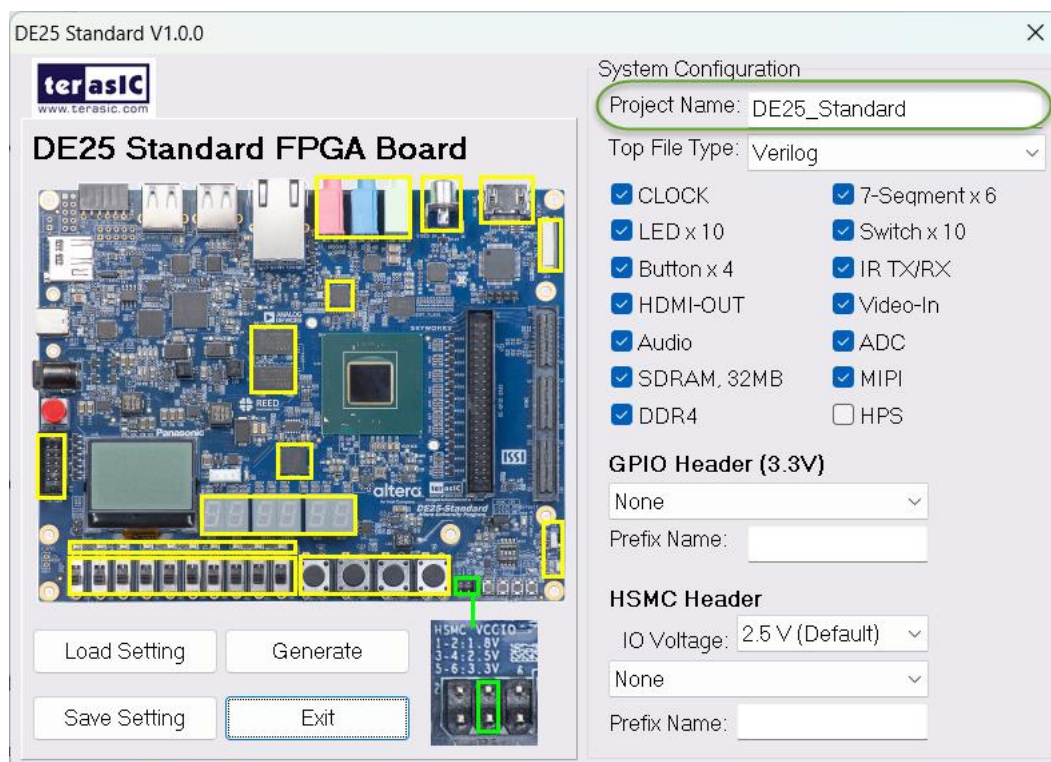 DE25 Standard V1.0.0
terasIC
www.terasic.com
DE25 Standard FPGA Board
ANALOG DEVICES
SKYWORKS
REED
Panasonic
ISSI
altera
terasIC
DE25-Standard
HSMC VCCIO
1-2:1.8V
3-4:2.5V
5-6:3.3V
Load Setting
Generate
Save Setting
Exit
System Configuration
Project Name: DE25_Standard
Top File Type: Verilog
CLOCK 7-Segment x 6
LED x 10 Switch x 10
Button x 4 IR TX/RX
HDMI-OUT Video-In
Audio ADC
SDRAM, 32MB MIPI
DDR4 HPS
GPIO Header (3.3V)
None
Prefix Name:
HSMC Header
IO Voltage: 2.5 V (Default)
None
Prefix Name: